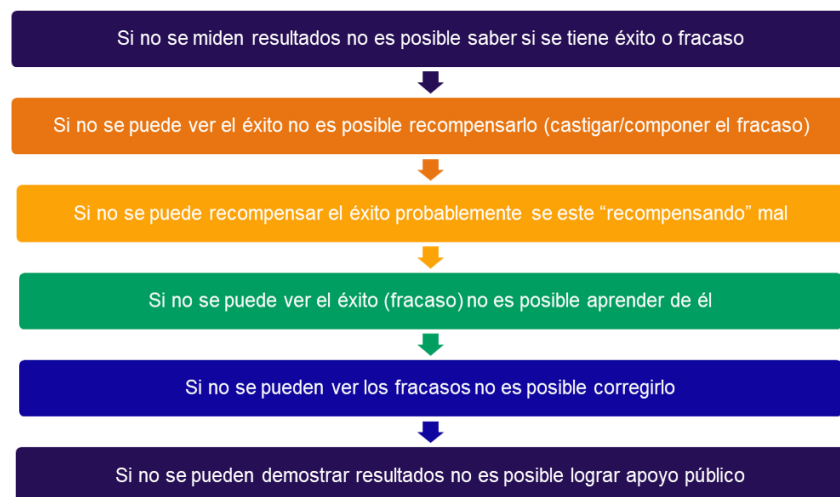 Si no se miden resultados no es posible saber si se tiene éxito o fracaso
Si no se puede ver el éxito no es posible recompensarlo (castigar/componer el fracaso)
Si no se puede recompensar el éxito probablemente se este “recompensando” mal
Si no se puede ver el éxito (fracaso) no es posible aprender de él
Si no se pueden ver los fracasos no es posible corregirlo
Si no se pueden demostrar resultados no es posible lograr apoyo público